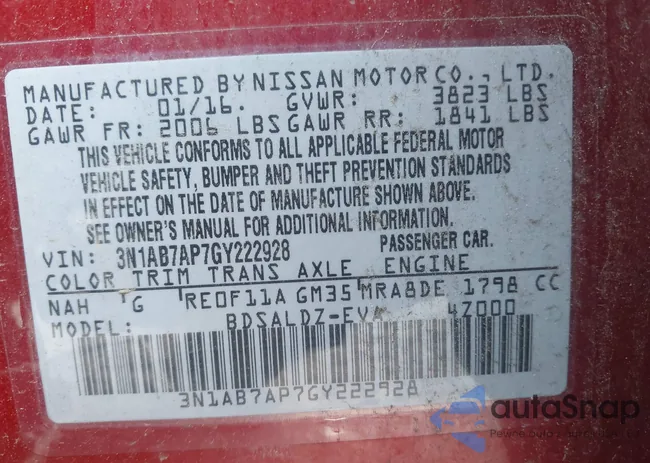 MANUFACTURED BY NISSAN MOTOR CO., LTD.
DATE: 01/16. GVWR: 3823 LBS
GAWR FR: 2006 LBS GAWR RR: 1841 LBS
THIS VEHICLE CONFORMS TO ALL APPLICABLE FEDERAL MOTOR
VEHICLE SAFETY, BUMPER AND THEFT PREVENTION STANDARDS
IN EFFECT ON THE DATE OF MANUFACTURE SHOWN ABOVE.
SEE OWNER'S MANUAL FOR ADDITIONAL INFORMATION.
VIN: 3N1AB7AP7GY222928 PASSENGER CAR.
COLOR TRIM TRANS AXLE ENGINE
NAH G RE0F11A GM35 MRA8DE 1798 CC
MODEL: BDSALDZ-EVA 4Z000
3N1AB7AP7GY222928
autaSnap